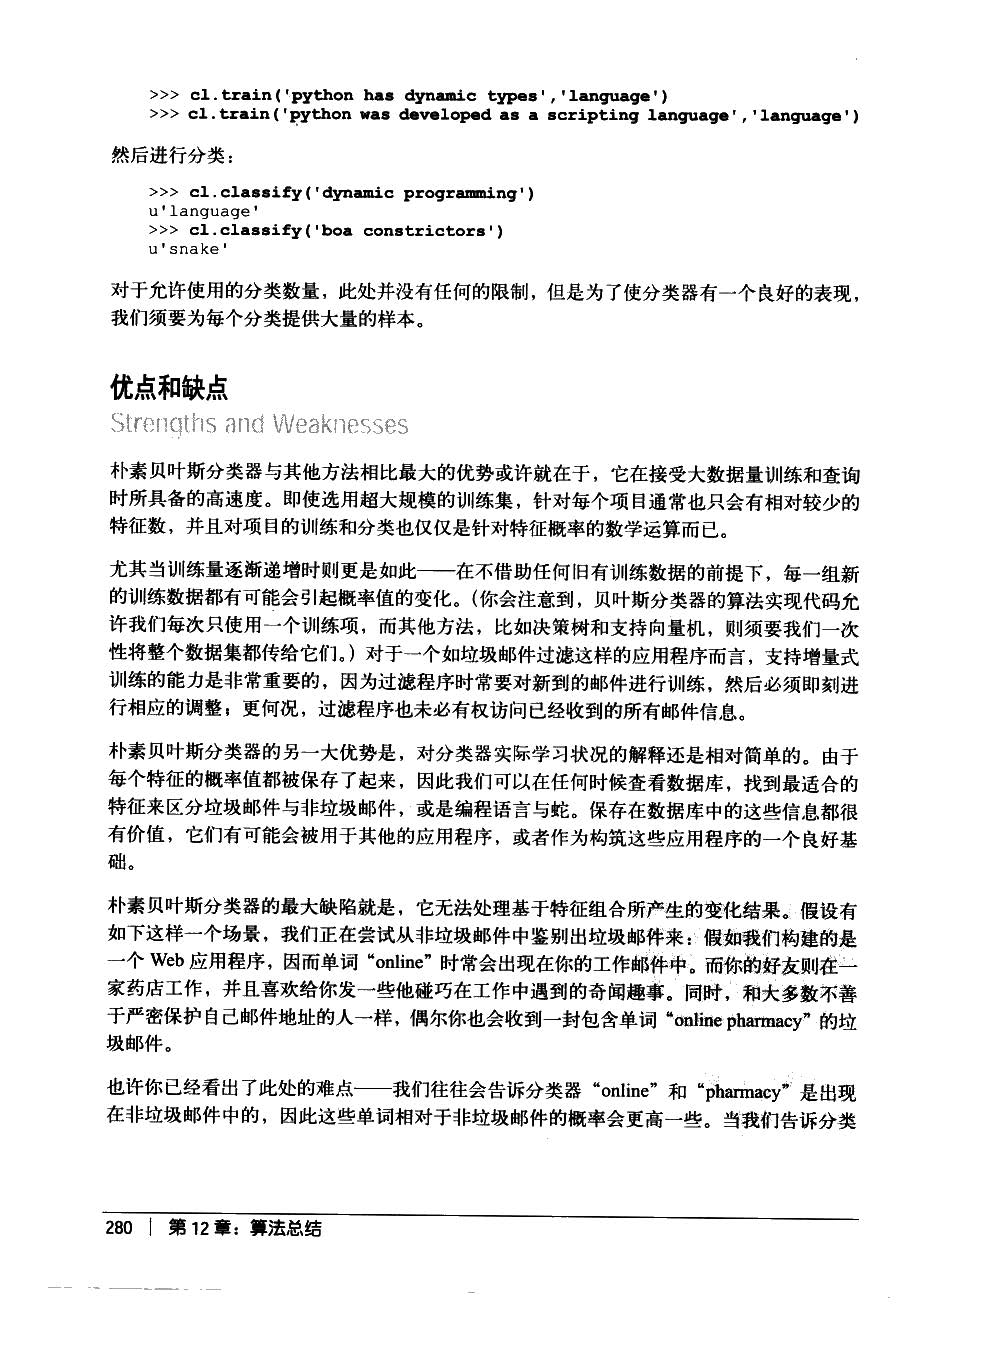 >>> cl.train('python has dynamic types','language')
>>> cl.train('python was developed as a scripting language','language')
然后进行分类：
>>> cl.classify('dynamic programming')
u'language'
>>> cl.classify('boa constrictors')
u'snake'
对于允许使用的分类数量，此处并没有任何的限制，但是为了使分类器有一个良好的表现，
我们须要为每个分类提供大量的样本。
优点和缺点
Strengths and Weaknesses
朴素贝叶斯分类器与其他方法相比最大的优势或许就在于，它在接受大数据量训练和查询
时所具备的高速度。即使选用超大规模的训练集，针对每个项目通常也只会有相对较少的
特征数，并且对项目的训练和分类也仅仅是针对特征概率的数学运算而已。
尤其当训练量逐渐递增时则更是如此——在不借助任何旧有训练数据的前提下，每一组新
的训练数据都有可能会引起概率值的变化。（你会注意到，贝叶斯分类器的算法实现代码允
许我们每次只使用一个训练项，而其他方法，比如决策树和支持向量机，则须要我们一次
性将整个数据集都传给它们。）对于一个如垃圾邮件过滤这样的应用程序而言，支持增量式
训练的能力是非常重要的，因为过滤程序时常要对新到的邮件进行训练，然后必须即刻进
行相应的调整；更何况，过滤程序也未必有权访问已经收到的所有邮件信息。
朴素贝叶斯分类器的另一大优势是，对分类器实际学习状况的解释还是相对简单的。由于
每个特征的概率值都被保存了起来，因此我们可以在任何时候查看数据库，找到最适合的
特征来区分垃圾邮件与非垃圾邮件，或是编程语言与蛇。保存在数据库中的这些信息都很
有价值，它们有可能会被用于其他的应用程序，或者作为构筑这些应用程序的一个良好基
础。
朴素贝叶斯分类器的最大缺陷就是，它无法处理基于特征组合所产生的变化结果。假设有
如下这样一个场景，我们正在尝试从非垃圾邮件中鉴别出垃圾邮件来：假如我们构建的是
一个 Web 应用程序，因而单词“online”时常会出现在你的工作邮件中。而你的好友则在一
家药店工作，并且喜欢给你发一些他碰巧在工作中遇到的奇闻趣事。同时，和大多数不善
于严密保护自己邮件地址的人一样，偶尔你也会收到一封包含单词“online pharmacy”的垃
圾邮件。
也许你已经看出了此处的难点——我们往往会告诉分类器“online”和“pharmacy”是出现
在非垃圾邮件中的，因此这些单词相对于非垃圾邮件的概率会更高一些。当我们告诉分类
280 | 第 12 章：算法总结